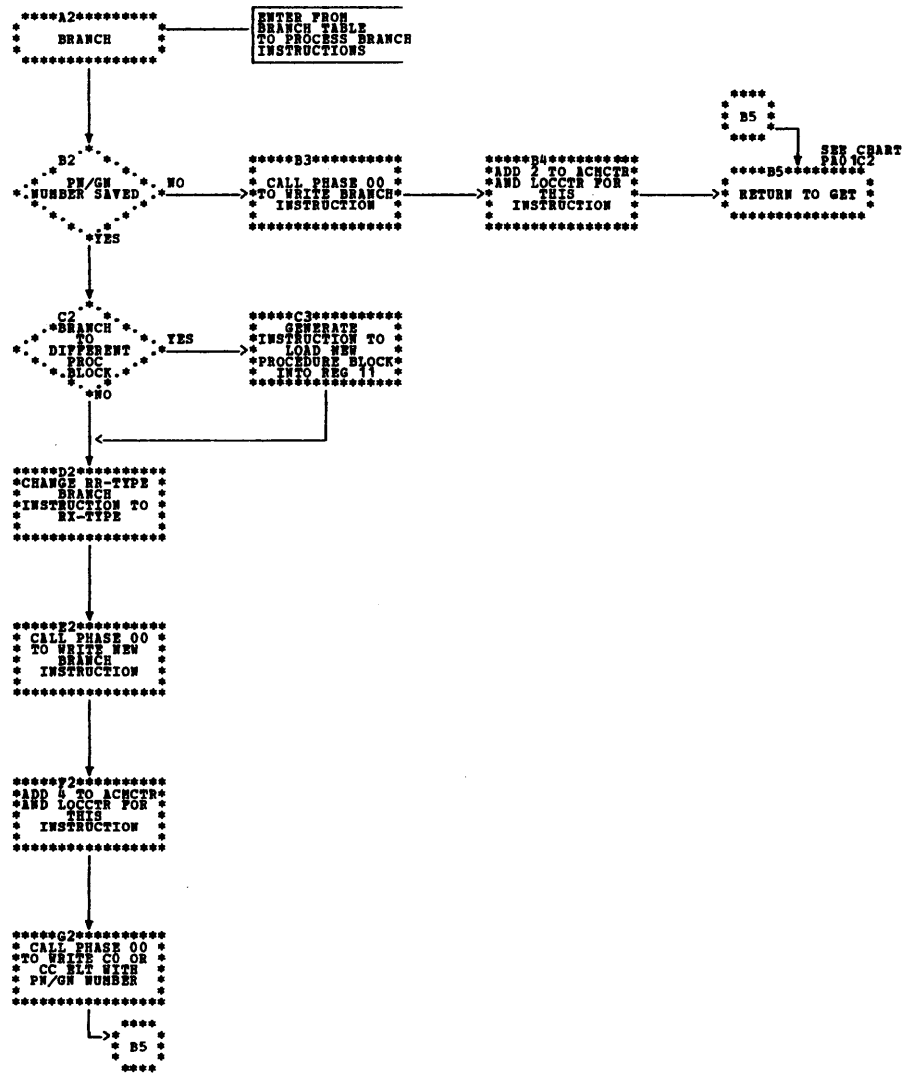 *****A2*********
BRANCH
ENTER FROM
BRANCH TABLE
TO PROCESS BRANCH
INSTRUCTIONS
B5
SEE CHART
PA01C2
B2
PN/GN
NUMBER SAVED
NO
YES
B3
CALL PHASE 00
TO WRITE BRANCH
INSTRUCTION
B4
ADD 2 TO ACMCTR
AND LOCCTR FOR
THIS
INSTRUCTION
B5
RETURN TO GET
C2
BRANCH
TO
DIFFERENT
PROC
BLOCK
YES
NO
C3
GENERATE
INSTRUCTION TO
LOAD NEW
PROCEDURE BLOCK
INTO REG 11
D2
CHANGE RR-TYPE
BRANCH
INSTRUCTION TO
RX-TYPE
E2
CALL PHASE 00
TO WRITE NEW
BRANCH
INSTRUCTION
F2
ADD 4 TO ACMCTR
AND LOCCTR FOR
THIS
INSTRUCTION
G2
CALL PHASE 00
TO WRITE C0 OR
CC ELT WITH
PN/GN NUMBER
B5